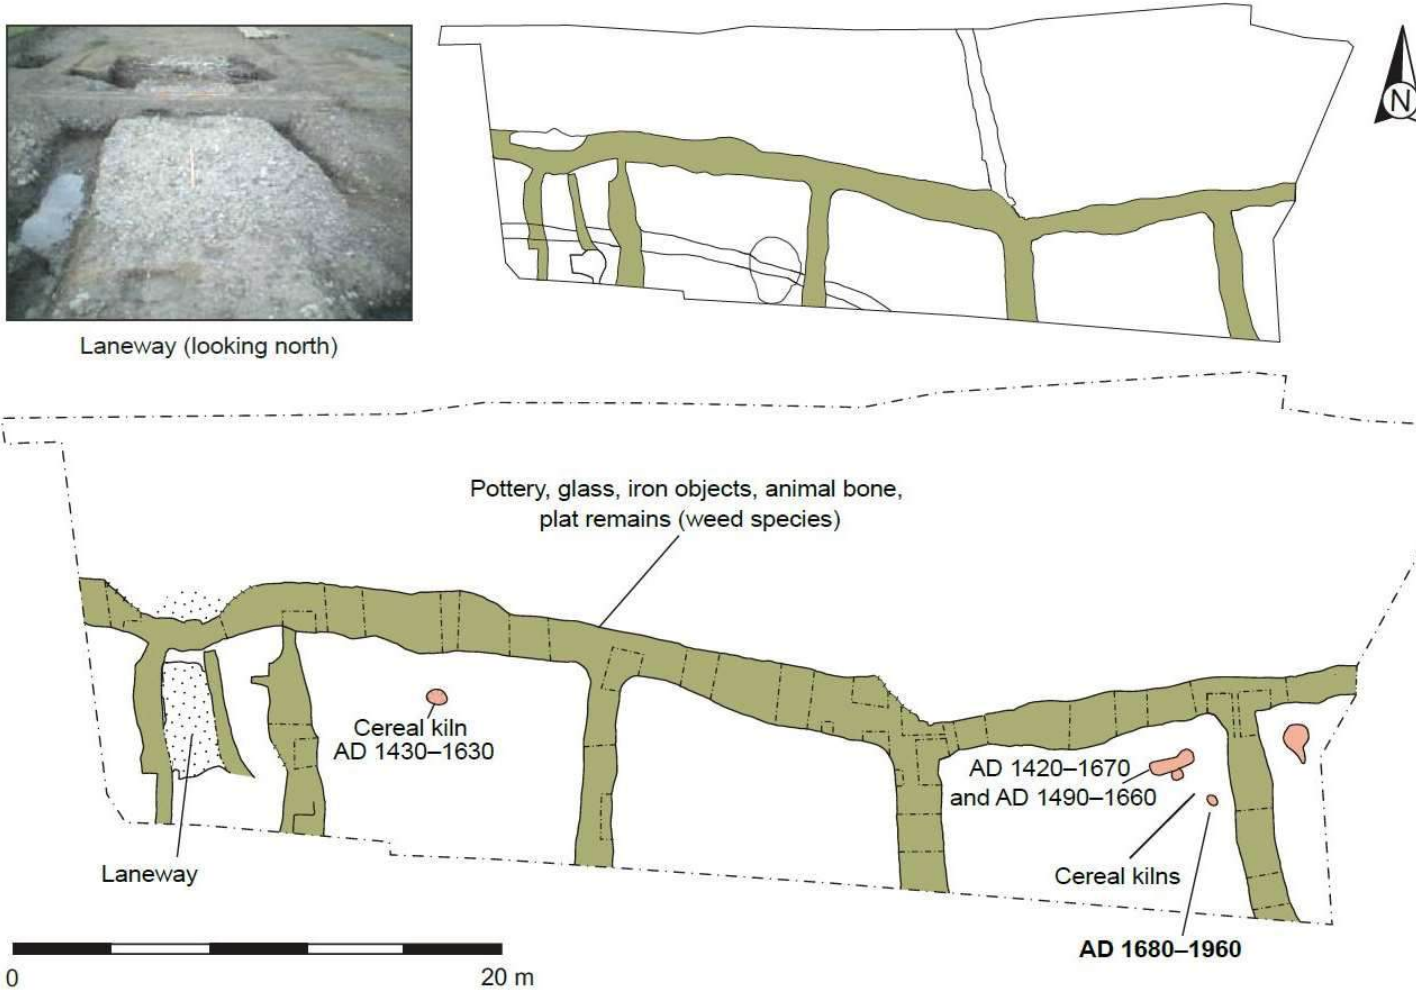 N
Laneway (looking north)
Pottery, glass, iron objects, animal bone,
plat remains (weed species)
Cereal kiln
AD 1430–1630
AD 1420–1670
and AD 1490–1660
Laneway
Cereal kilns
AD 1680–1960
0
20 m